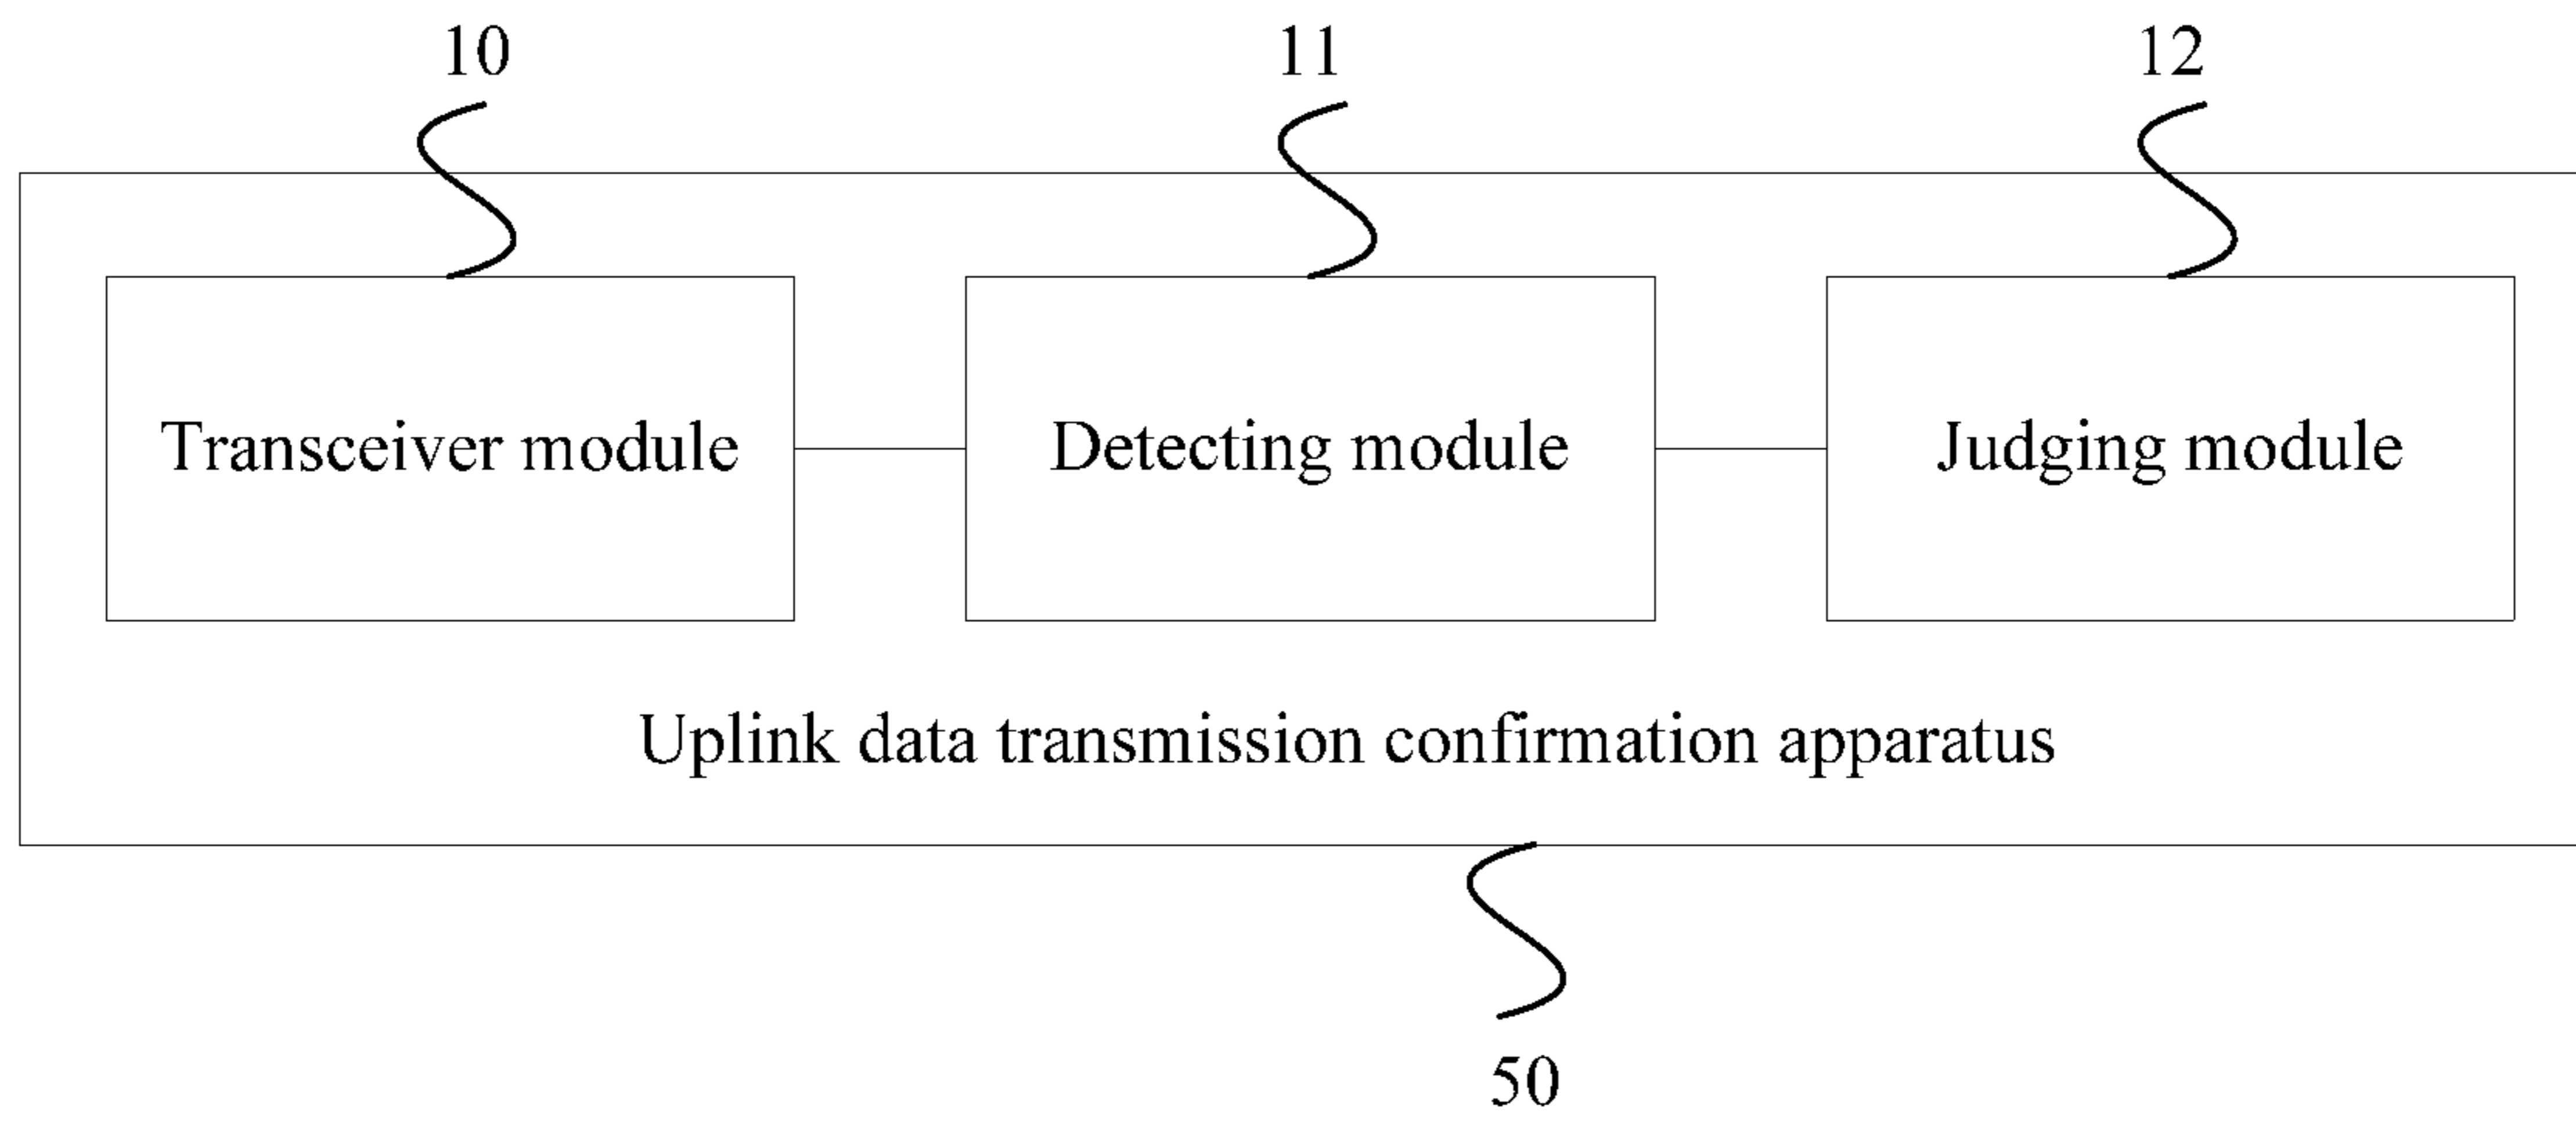 10 11 12
Transceiver module Detecting module Judging module
Uplink data transmission confirmation apparatus
50